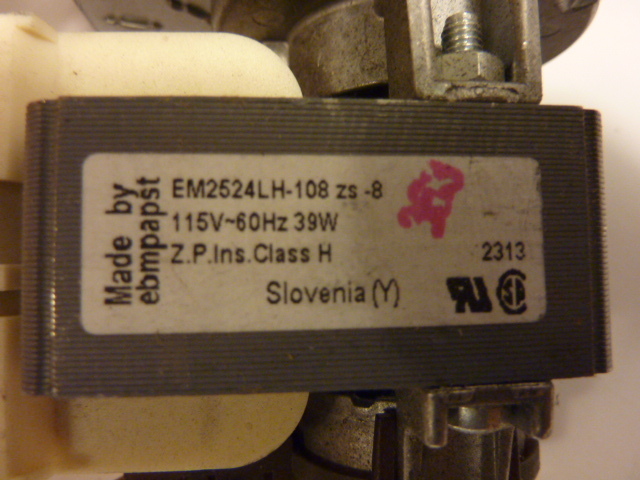 Made by
ebmpapst
EM2524LH-108 zs -8
115V~60Hz 39W
Z.P.Ins.Class H
2313
Slovenia (Y)